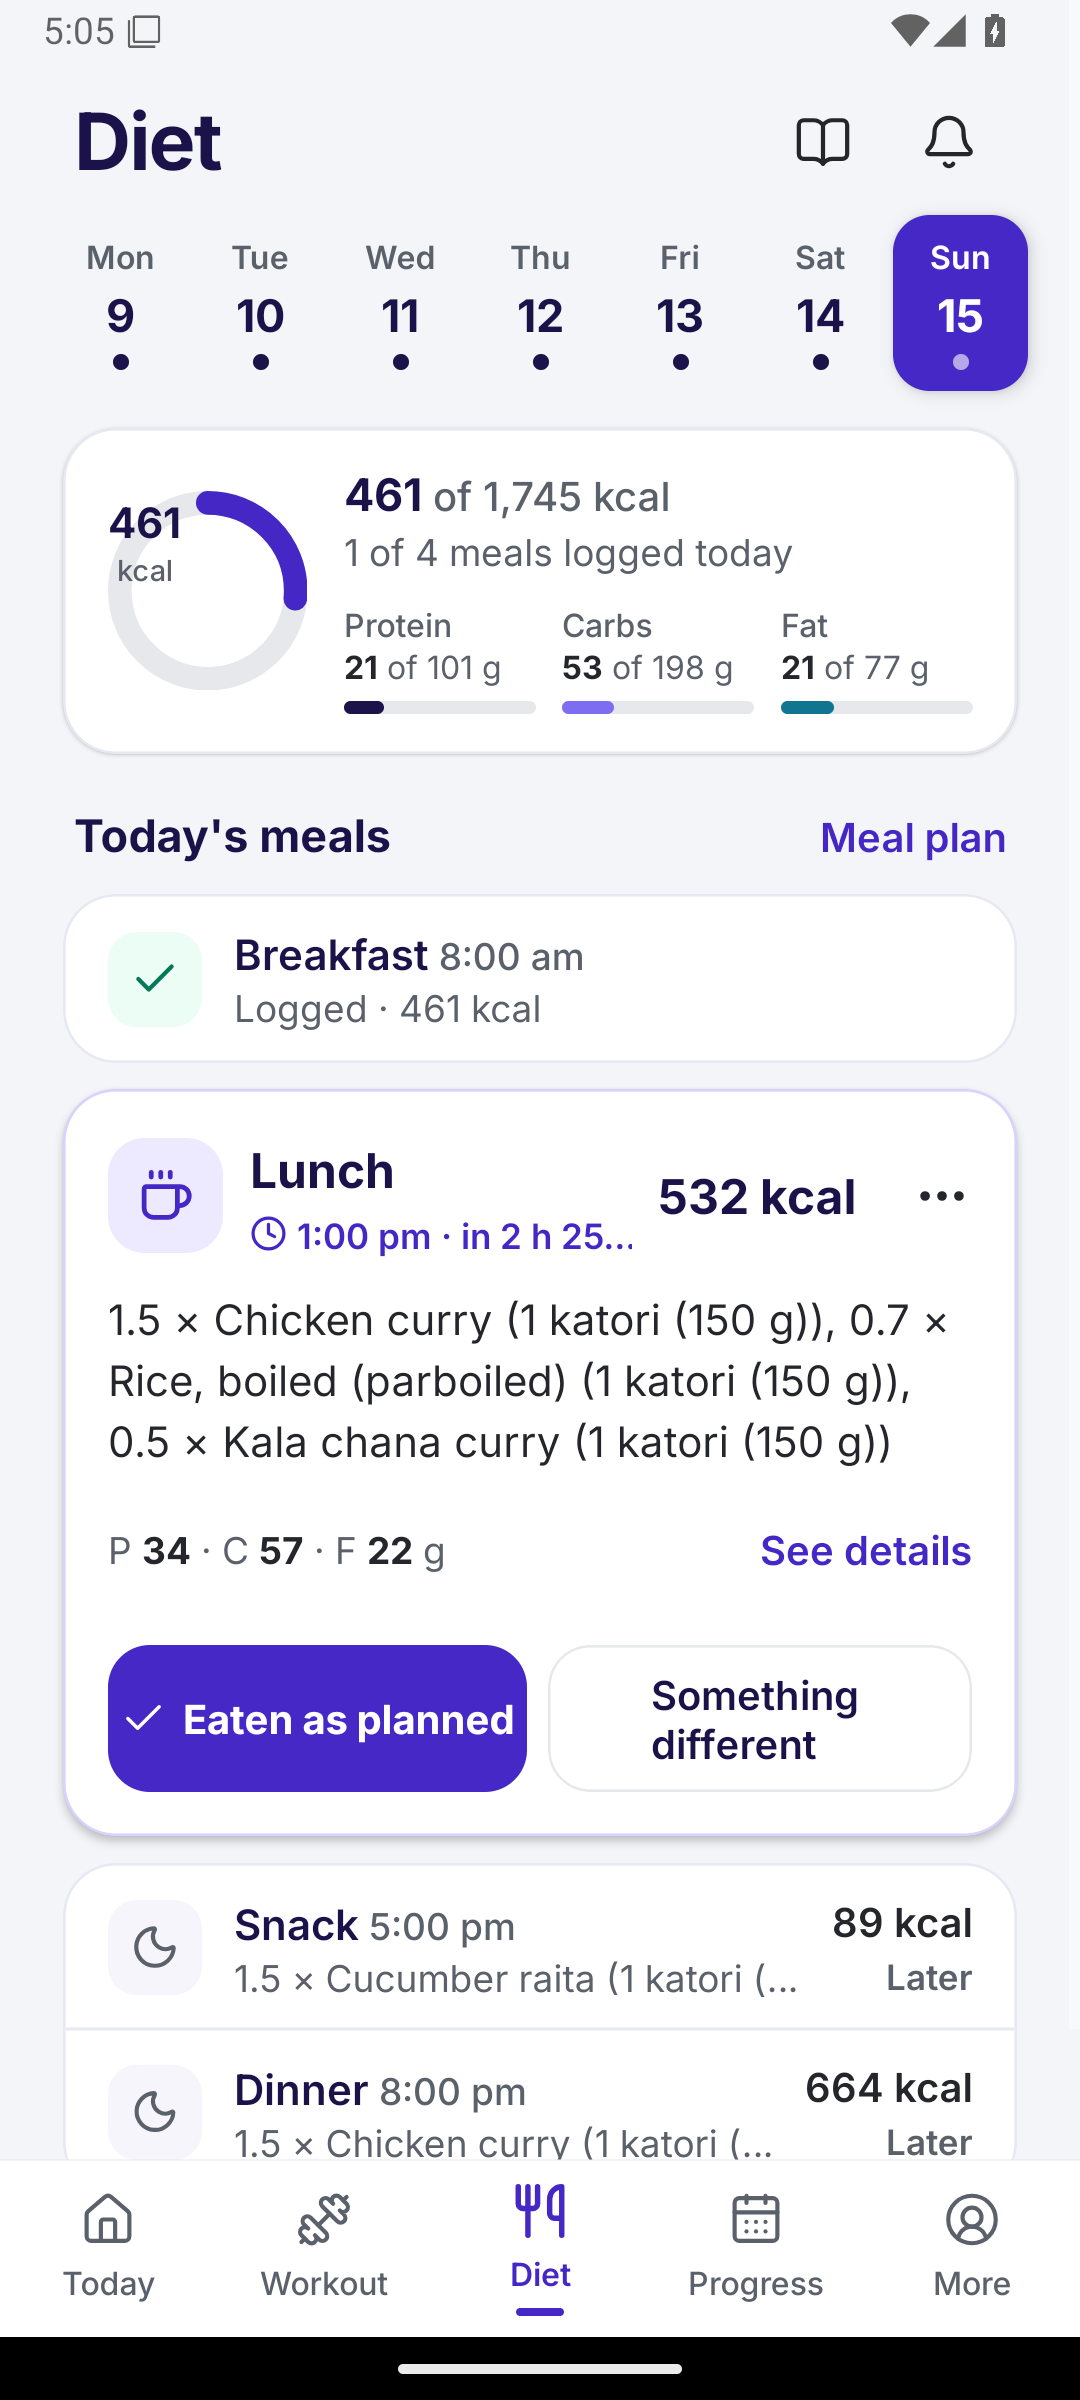 5:05
Diet
Mon Tue Wed Thu Fri Sat Sun
9 10 11 12 13 14 15
461
kcal
461 of 1,745 kcal
1 of 4 meals logged today
Protein Carbs Fat
21 of 101 g 53 of 198 g 21 of 77 g
Today's meals Meal plan
Breakfast 8:00 am
Logged · 461 kcal
Lunch
1:00 pm · in 2 h 25...
532 kcal
1.5 × Chicken curry (1 katori (150 g)), 0.7 ×
Rice, boiled (parboiled) (1 katori (150 g)),
0.5 × Kala chana curry (1 katori (150 g))
P 34 · C 57 · F 22 g See details
Eaten as planned
Something
different
Snack 5:00 pm 89 kcal
1.5 × Cucumber raita (1 katori (... Later
Dinner 8:00 pm 664 kcal
1.5 × Chicken curry (1 katori (... Later
Today Workout Diet Progress More